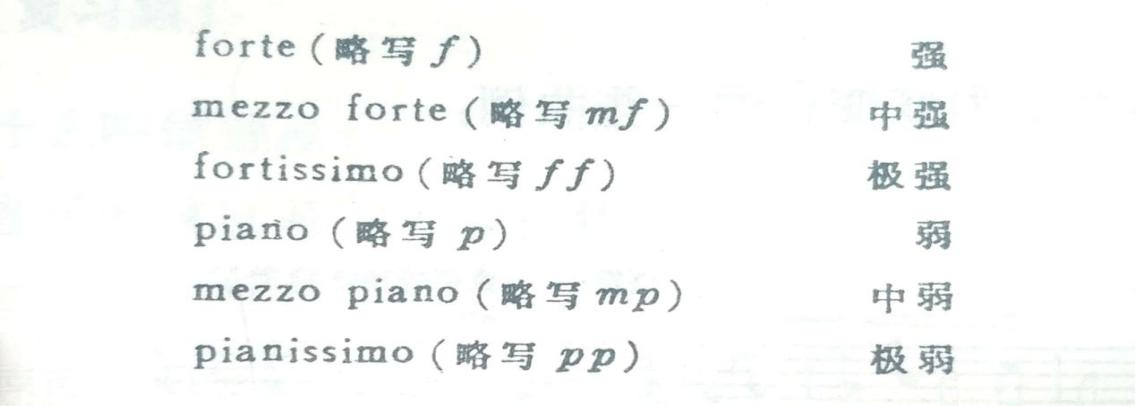 forte（略写 f） 强
mezzo forte（略写 mf） 中强
fortissimo（略写 ff） 极强
piano（略写 p） 弱
mezzo piano（略写 mp） 中弱
pianissimo（略写 pp） 极弱